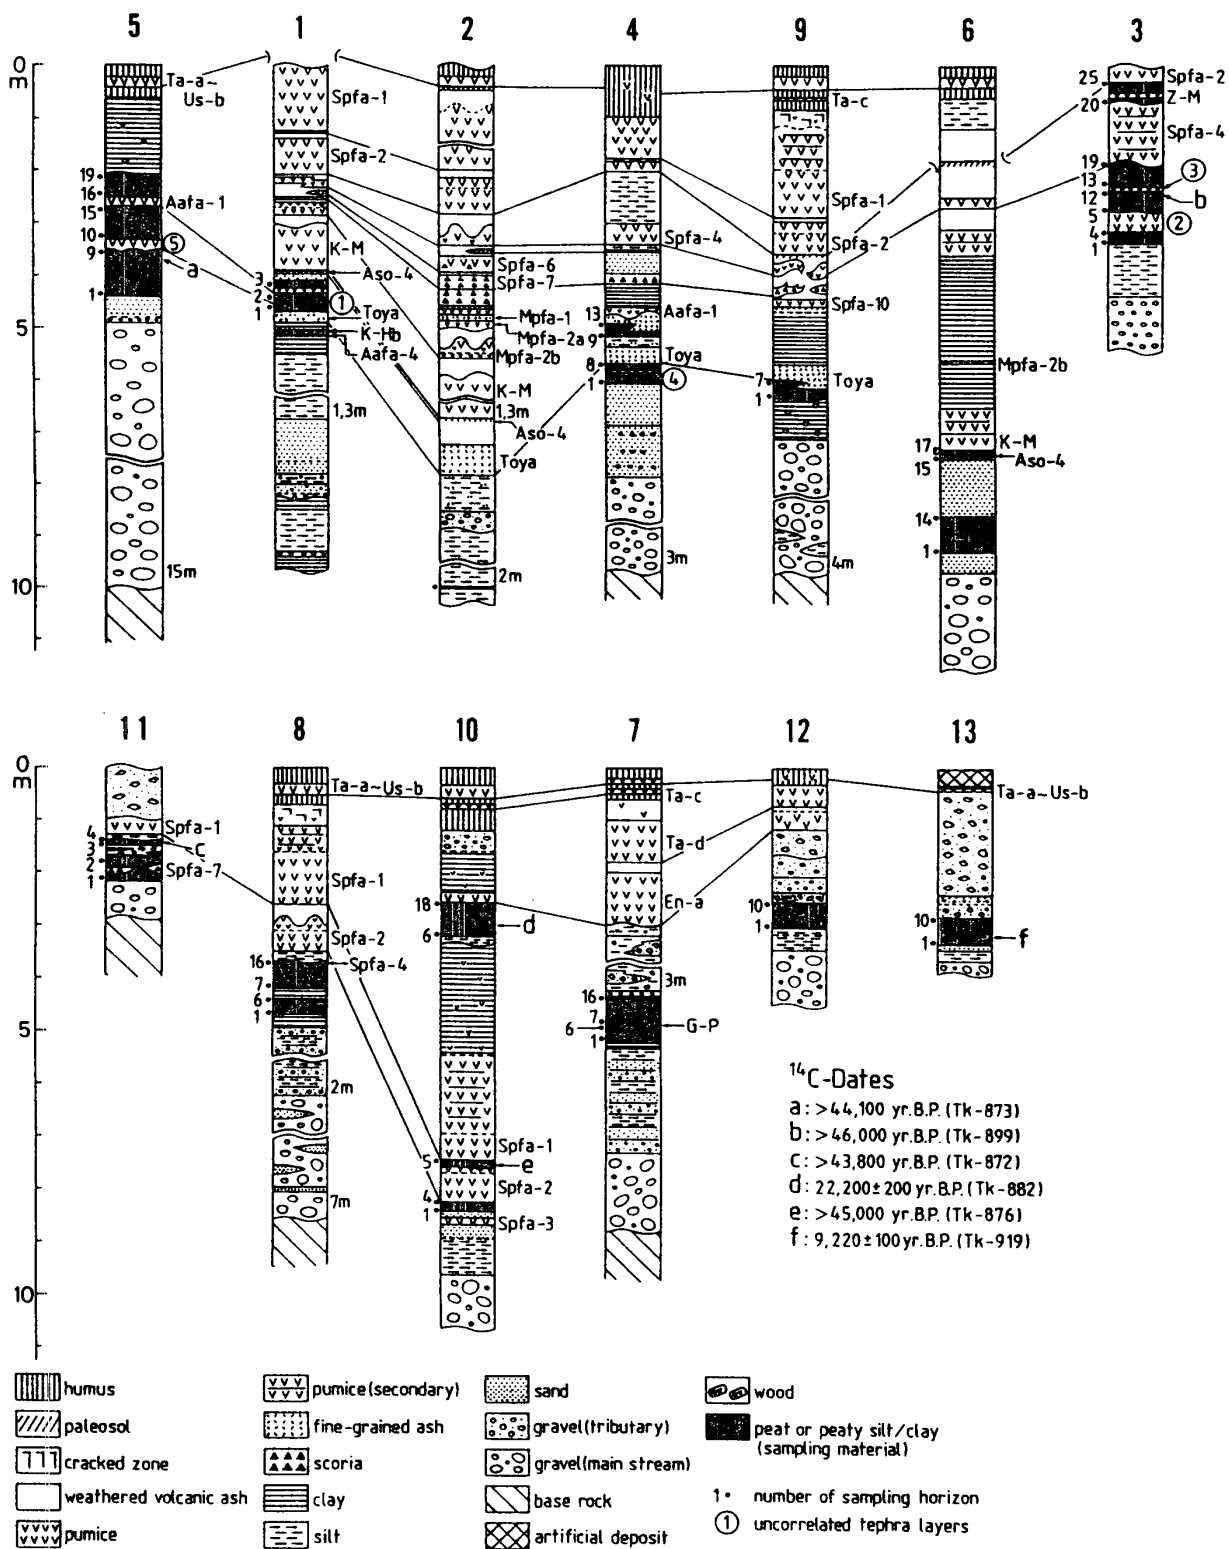 5 1 2 4 9 6 3
0
m
5
10
Ta-a~
Us-b
19
16
Aafa-1
15
10
⑤
9
a
1
15m
Spfa-1
Spfa-2
K-M
Aso-4
3
2
①
1
Toya
K-Hb
Aafa-4
1,3m
Spfa-4
Spfa-6
Spfa-7
Mpfa-1
Mpfa-2a
Mpfa-2b
K-M
1,3m
Aso-4
Toya
2m
Spfa-4
13
Aafa-1
9
Toya
8
④
1
3m
Ta-c
Spfa-1
Spfa-2
Spfa-10
7
Toya
1
4m
Mpfa-2b
17
K-M
Aso-4
15
14
1
25
Spfa-2
Z-M
20
Spfa-4
19
③
13
12
b
5
②
4
1
11 8 10 7 12 13
0
m
5
10
Spfa-1
4
c
3
2
Spfa-7
1
Ta-a~Us-b
Spfa-1
Spfa-2
16
Spfa-4
7
6
1
2m
7m
18
d
6
Spfa-1
5
e
Spfa-2
4
1
Spfa-3
Ta-c
Ta-d
En-a
3m
16
7
6
G-P
1
10
1
Ta-a~Us-b
10
1
f
¹⁴C-Dates
a: >44,100 yr.B.P. (Tk-873)
b: >46,000 yr.B.P. (Tk-899)
c: >43,800 yr.B.P. (Tk-872)
d: 22,200±200 yr.B.P. (Tk-882)
e: >45,000 yr.B.P. (Tk-876)
f: 9,220±100 yr.B.P. (Tk-919)
humus
paleosol
cracked zone
weathered volcanic ash
pumice
pumice(secondary)
fine-grained ash
scoria
clay
silt
sand
gravel(tributary)
gravel(main stream)
base rock
artificial deposit
wood
peat or peaty silt/clay
(sampling material)
1• number of sampling horizon
① uncorrelated tephra layers